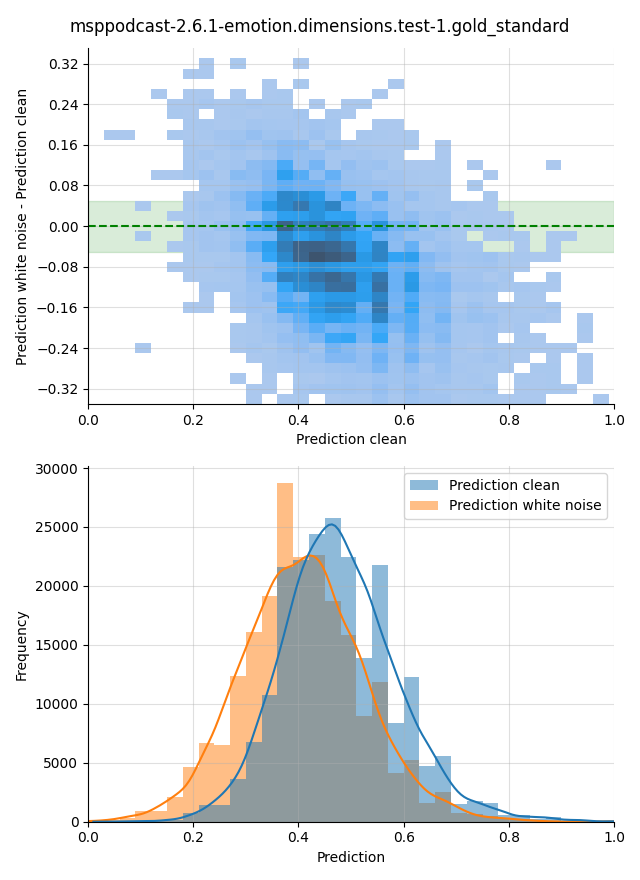 msppodcast-2.6.1-emotion.dimensions.test-1.gold_standard
Prediction white noise - Prediction clean
0.32
0.24
0.16
0.08
0.00
−0.08
−0.16
−0.24
−0.32
0.0 0.2 0.4 0.6 0.8 1.0
Prediction clean
Frequency
30000
25000
20000
15000
10000
5000
0
Prediction clean
Prediction white noise
0.0 0.2 0.4 0.6 0.8 1.0
Prediction